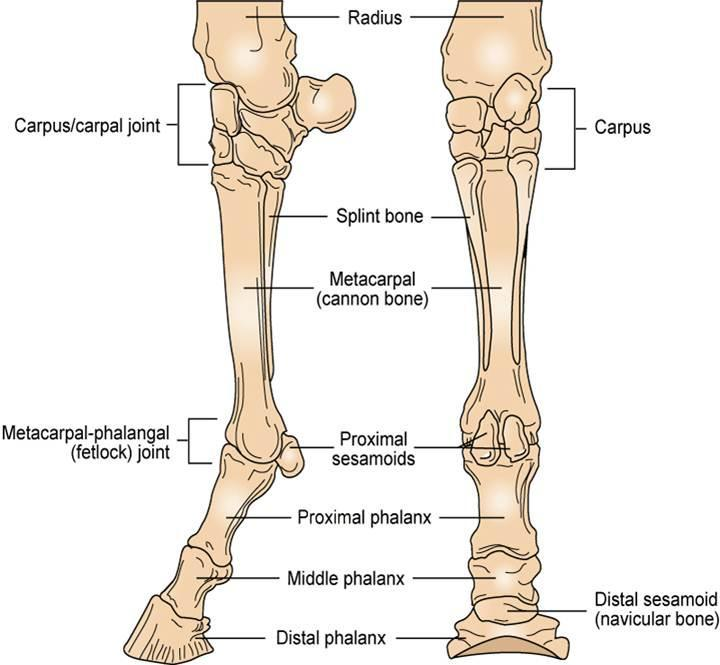 Radius
Carpus/carpal joint
Carpus
Splint bone
Metacarpal
(cannon bone)
Metacarpal-phalangal
(fetlock) joint
Proximal
sesamoids
Proximal phalanx
Middle phalanx
Distal sesamoid
(navicular bone)
Distal phalanx